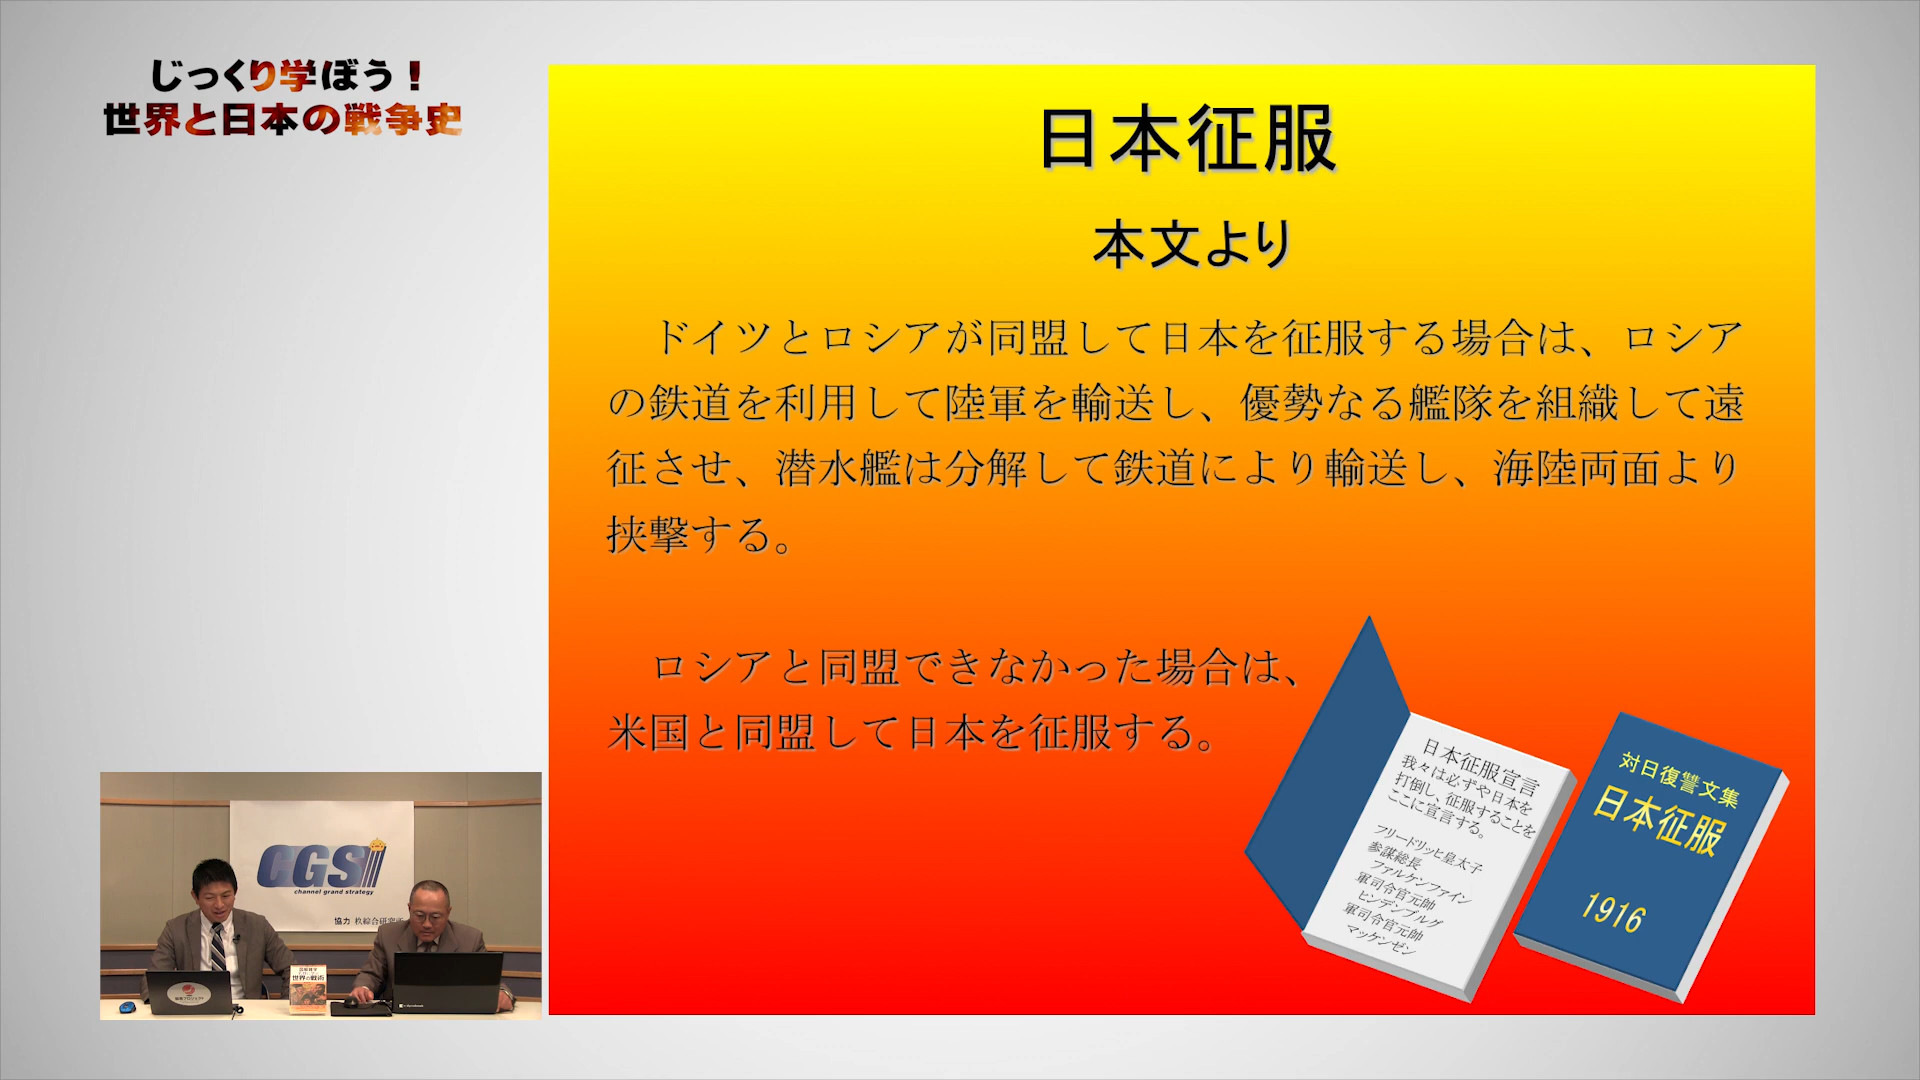 じっくり学ぼう！
世界と日本の戦争史
日本征服
本文より
ドイツとロシアが同盟して日本を征服する場合は、ロシア
の鉄道を利用して陸軍を輸送し、優勢なる艦隊を組織して遠
征させ、潜水艦は分解して鉄道により輸送し、海陸両面より
挟撃する。
ロシアと同盟できなかった場合は、
米国と同盟して日本を征服する。
日本征服宣言
我々は必ずや日本を
打倒し、征服することを
ここに宣言する。
フリードリッヒ皇太子
参謀総長
ファルケンファイン
軍司令官元帥
ヒンデンブルグ
軍司令官元帥
マッケンゼン
対日復讐文集
日本征服
1916
CGS
channel grand strategy
協力
世界の戦術